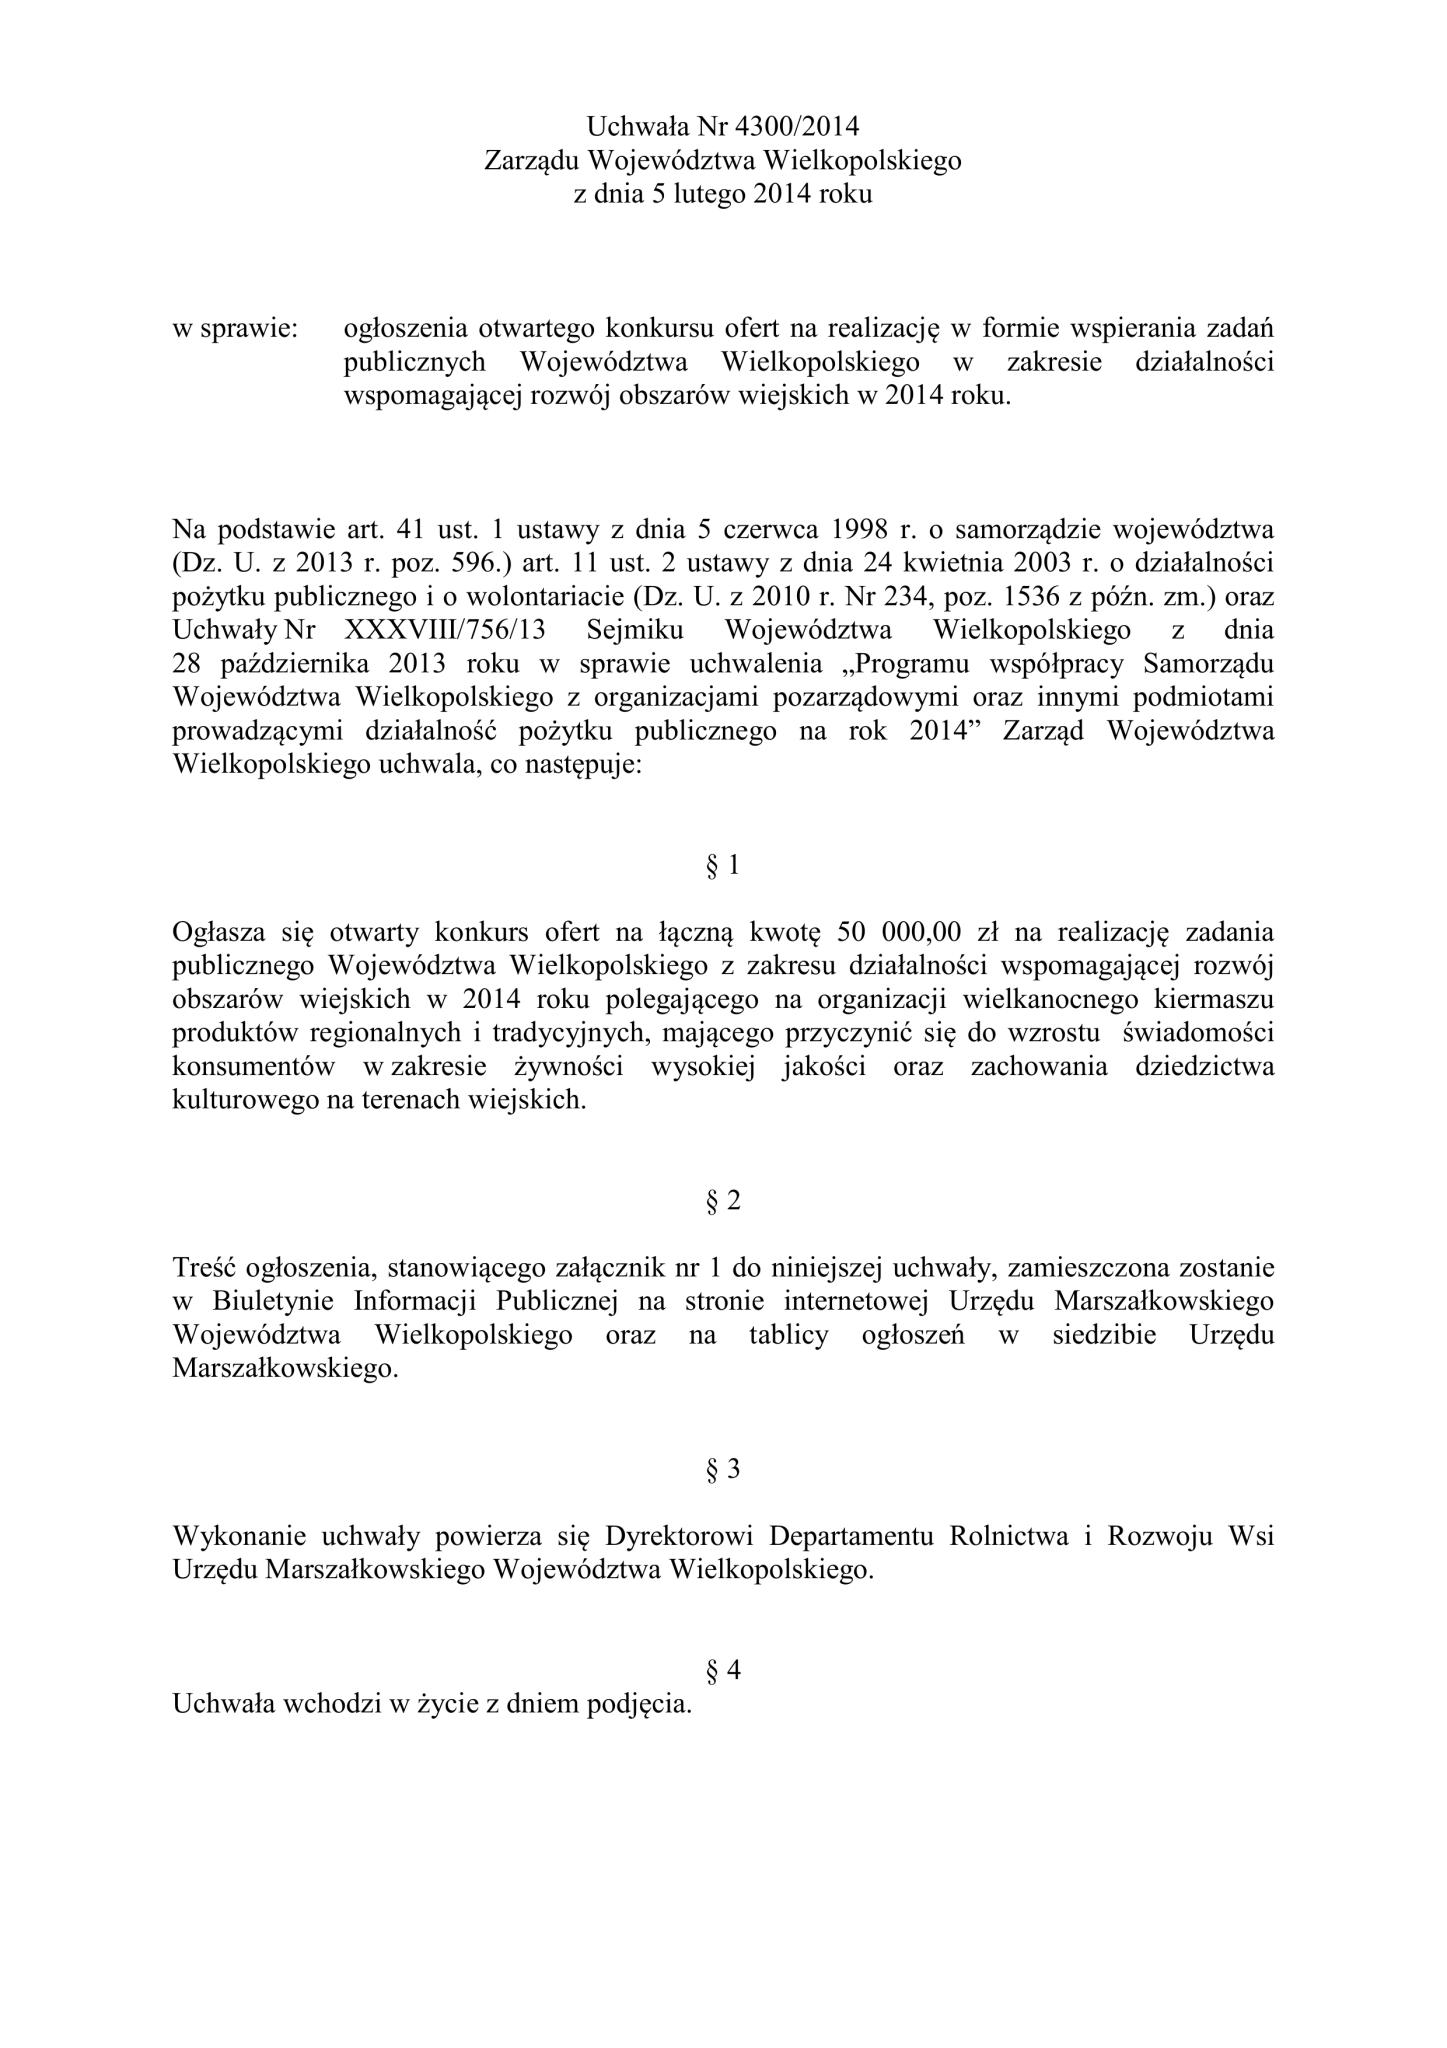 Uchwała Nr 4300/2014
Zarządu Województwa Wielkopolskiego
z dnia 5 lutego 2014 roku
w sprawie: ogłoszenia otwartego konkursu ofert na realizację w formie wspierania zadań
publicznych Województwa Wielkopolskiego w zakresie działalności
wspomagającej rozwój obszarów wiejskich w 2014 roku.
Na podstawie art. 41 ust. 1 ustawy z dnia 5 czerwca 1998 r. o samorządzie województwa
(Dz. U. z 2013 r. poz. 596.) art. 11 ust. 2 ustawy z dnia 24 kwietnia 2003 r. o działalności
pożytku publicznego i o wolontariacie (Dz. U. z 2010 r. Nr 234, poz. 1536 z późn. zm.) oraz
Uchwały Nr XXXVIII/756/13 Sejmiku Województwa Wielkopolskiego z dnia
28 października 2013 roku w sprawie uchwalenia „Programu współpracy Samorządu
Województwa Wielkopolskiego z organizacjami pozarządowymi oraz innymi podmiotami
prowadzącymi działalność pożytku publicznego na rok 2014” Zarząd Województwa
Wielkopolskiego uchwala, co następuje:
§ 1
Ogłasza się otwarty konkurs ofert na łączną kwotę 50 000,00 zł na realizację zadania
publicznego Województwa Wielkopolskiego z zakresu działalności wspomagającej rozwój
obszarów wiejskich w 2014 roku polegającego na organizacji wielkanocnego kiermaszu
produktów regionalnych i tradycyjnych, mającego przyczynić się do wzrostu świadomości
konsumentów w zakresie żywności wysokiej jakości oraz zachowania dziedzictwa
kulturowego na terenach wiejskich.
§ 2
Treść ogłoszenia, stanowiącego załącznik nr 1 do niniejszej uchwały, zamieszczona zostanie
w Biuletynie Informacji Publicznej na stronie internetowej Urzędu Marszałkowskiego
Województwa Wielkopolskiego oraz na tablicy ogłoszeń w siedzibie Urzędu
Marszałkowskiego.
§ 3
Wykonanie uchwały powierza się Dyrektorowi Departamentu Rolnictwa i Rozwoju Wsi
Urzędu Marszałkowskiego Województwa Wielkopolskiego.
§ 4
Uchwała wchodzi w życie z dniem podjęcia.